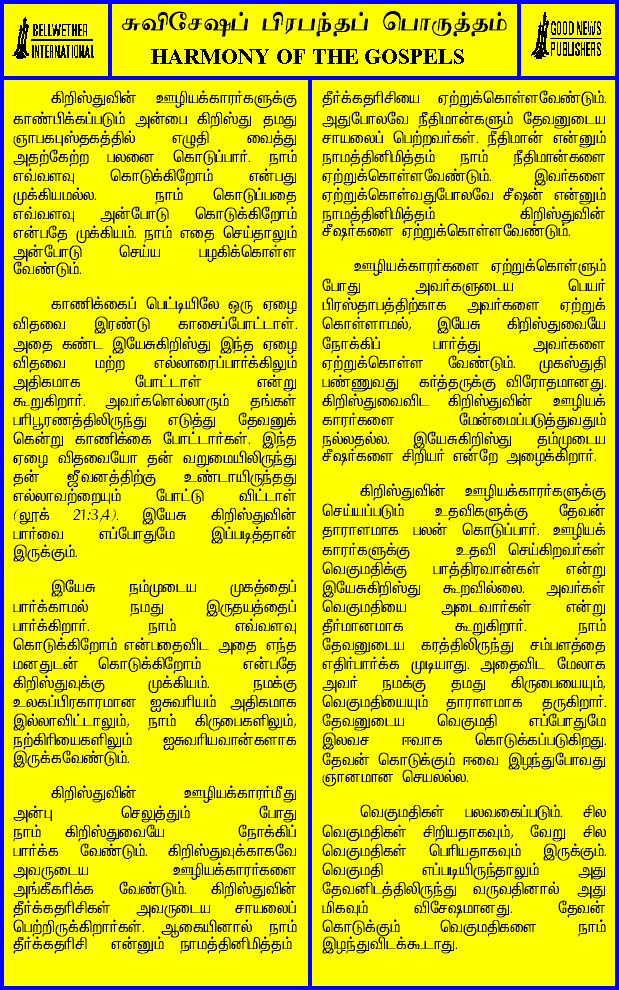 BELLWETHER
INTERNATIONAL
சுவிசேஷப் பிரபந்தப் பொருத்தம்
HARMONY OF THE GOSPELS
GOOD NEWS
PUBLISHERS
கிறிஸ்துவின் ஊழியக்காரர்களுக்கு
காண்பிக்கப்படும் அன்பை கிறிஸ்து தமது
ஞாபகபுஸ்தகத்தில் எழுதி வைத்து
அதற்கேற்ற பலனை கொடுப்பார். நாம்
எவ்வளவு கொடுக்கிறோம் என்பது
முக்கியமல்ல. நாம் கொடுப்பதை
எவ்வளவு அன்போடு கொடுக்கிறோம்
என்பதே முக்கியம். நாம் எதை செய்தாலும்
அன்போடு செய்ய பழகிக்கொள்ள
வேண்டும்.
காணிக்கைப் பெட்டியிலே ஒரு ஏழை
விதவை இரண்டு காசைப்போட்டாள்.
அதை கண்ட இயேசுகிறிஸ்து இந்த ஏழை
விதவை மற்ற எல்லாரைப்பார்க்கிலும்
அதிகமாக போட்டாள் என்று
கூறுகிறார். அவர்களெல்லாரும் தங்கள்
பரிபூரணத்திலிருந்து எடுத்து தேவனுக்
கென்று காணிக்கை போட்டார்கள். இந்த
ஏழை விதவையோ தன் வறுமையிலிருந்து
தன் ஜீவனத்திற்கு உண்டாயிருந்தது
எல்லாவற்றையும் போட்டு விட்டாள்
(லூக் 21:3,4). இயேசு கிறிஸ்துவின்
பார்வை எப்போதுமே இப்படித்தான்
இருக்கும்.
இயேசு நம்முடைய முகத்தைப்
பார்க்காமல் நமது இருதயத்தைப்
பார்க்கிறார். நாம் எவ்வளவு
கொடுக்கிறோம் என்பதைவிட அதை எந்த
மனதுடன் கொடுக்கிறோம் என்பதே
கிறிஸ்துவுக்கு முக்கியம். நமக்கு
உலகப்பிரகாரமான ஐசுவரியம் அதிகமாக
இல்லாவிட்டாலும், நாம் கிருபைகளிலும்,
நற்கிரியைகளிலும் ஐசுவரியவான்களாக
இருக்கவேண்டும்.
கிறிஸ்துவின் ஊழியக்காரர்மீது
அன்பு செலுத்தும் போது
நாம் கிறிஸ்துவையே நோக்கிப்
பார்க்க வேண்டும். கிறிஸ்துவுக்காகவே
அவருடைய ஊழியக்காரர்களை
அங்கீகரிக்க வேண்டும். கிறிஸ்துவின்
தீர்க்கதரிசிகள் அவருடைய சாயலைப்
பெற்றிருக்கிறார்கள். ஆகையினால் நாம்
தீர்க்கதரிசி என்னும் நாமத்தினிமித்தம்
தீர்க்கதரிசியை ஏற்றுக்கொள்ளவேண்டும்.
அதுபோலவே நீதிமான்களும் தேவனுடைய
சாயலைப் பெற்றவர்கள். நீதிமான் என்னும்
நாமத்தினிமித்தம் நாம் நீதிமான்களை
ஏற்றுக்கொள்ளவேண்டும். இவர்களை
ஏற்றுக்கொள்வதுபோலவே சீஷன் என்னும்
நாமத்தினிமித்தம் கிறிஸ்துவின்
சீஷர்களை ஏற்றுக்கொள்ளவேண்டும்.
ஊழியக்காரர்களை ஏற்றுக்கொள்ளும்
போது அவர்களுடைய பெயர்
பிரஸ்தாபத்திற்காக அவர்களை ஏற்றுக்
கொள்ளாமல், இயேசு கிறிஸ்துவையே
நோக்கிப் பார்த்து அவர்களை
ஏற்றுக்கொள்ள வேண்டும். முகஸ்துதி
பண்ணுவது கர்த்தருக்கு விரோதமானது.
கிறிஸ்துவைவிட கிறிஸ்துவின் ஊழியக்
காரர்களை மேன்மைப்படுத்துவதும்
நல்லதல்ல. இயேசுகிறிஸ்து தம்முடைய
சீஷர்களை சிறியர் என்றே அழைக்கிறார்.
கிறிஸ்துவின் ஊழியக்காரர்களுக்கு
செய்யப்படும் உதவிகளுக்கு தேவன்
தாராளமாக பலன் கொடுப்பார். ஊழியக்
காரர்களுக்கு உதவி செய்கிறவர்கள்
வெகுமதிக்கு பாத்திரவான்கள் என்று
இயேசுகிறிஸ்து கூறவில்லை. அவர்கள்
வெகுமதியை அடைவார்கள் என்று
தீர்மானமாக கூறுகிறார். நாம்
தேவனுடைய கரத்திலிருந்து சம்பளத்தை
எதிர்பார்க்க முடியாது. அதைவிட மேலாக
அவர் நமக்கு தமது கிருபையையும்,
வெகுமதியையும் தாராளமாக தருகிறார்.
தேவனுடைய வெகுமதி எப்போதுமே
இலவச ஈவாக கொடுக்கப்படுகிறது.
தேவன் கொடுக்கும் ஈவை இழந்துபோவது
ஞானமான செயலல்ல.
வெகுமதிகள் பலவகைப்படும். சில
வெகுமதிகள் சிறியதாகவும், வேறு சில
வெகுமதிகள் பெரியதாகவும் இருக்கும்.
வெகுமதி எப்படியிருந்தாலும் அது
தேவனிடத்திலிருந்து வருவதினால் அது
மிகவும் விசேஷமானது. தேவன்
கொடுக்கும் வெகுமதிகளை நாம்
இழந்துவிடக்கூடாது.